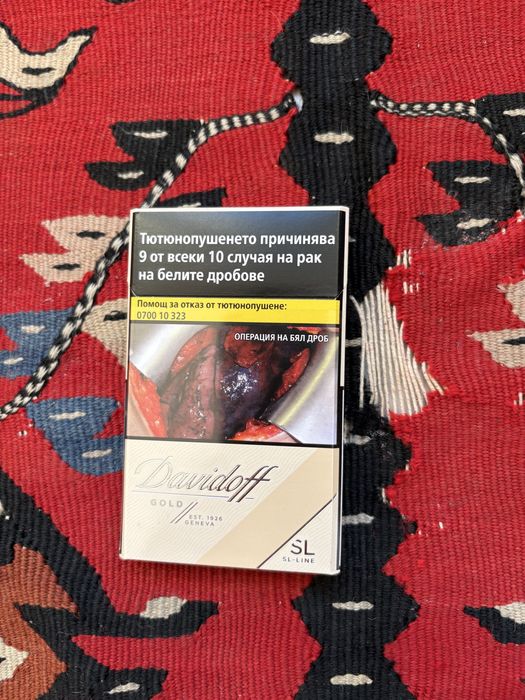 Тютюнопушенето причинява
9 от всеки 10 случая на рак
на белите дробове
Помощ за отказ от тютюнопушене:
0700 10 323
ОПЕРАЦИЯ НА БЯЛ ДРОБ
Davidoff
GOLD
EST. 1926
GENEVA
SL
SL-LINE